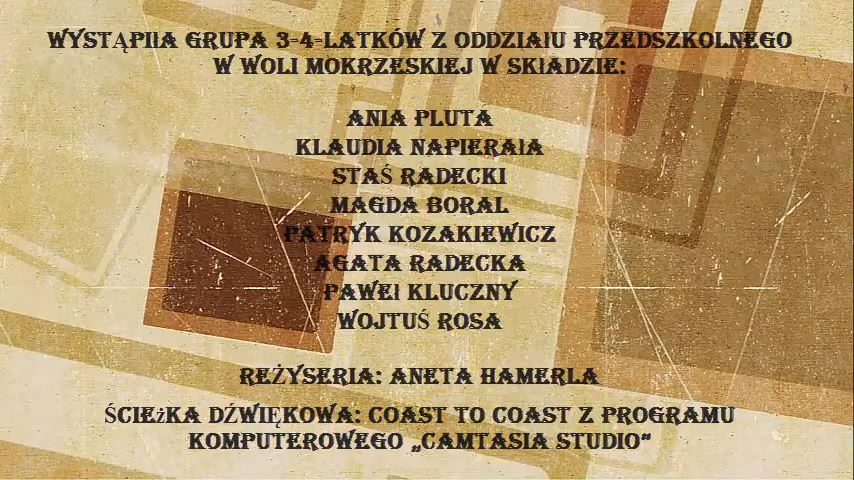 WYSTĄPIłA GRUPA 3-4-LATKÓW Z ODDZIAłU PRZEDSZKOLNEGO
W WOLI MOKRZESKIEJ W SKłADZIE:
ANIA PLUTA
KLAUDIA NAPIERAłA
STAŚ RADECKI
MAGDA BORAL
PATRYK KOZAKIEWICZ
AGATA RADECKA
PAWEł KLUCZNY
WOJTUŚ ROSA
REŻYSERIA: ANETA HAMERLA
ŚCIEżKA DŹWIĘKOWA: COAST TO COAST Z PROGRAMU
KOMPUTEROWEGO „CAMTASIA STUDIO”